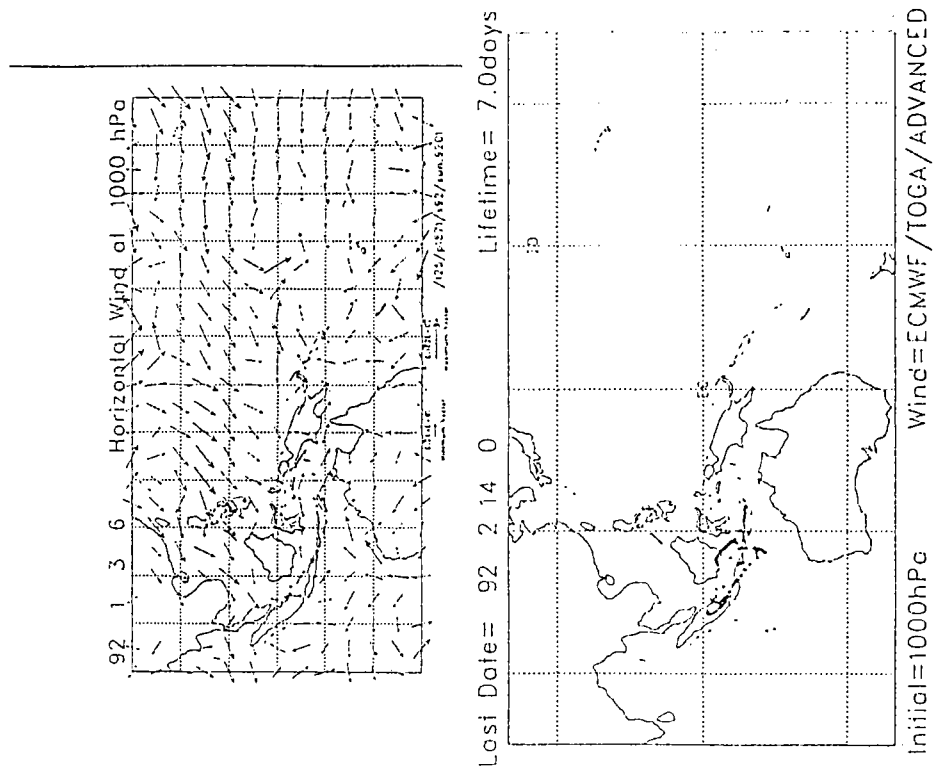 92 1 3 6 Horizontal Wind at 1000 hPa
Last Date= 92 2 14 0 Lifetime= 7.0days
Initial=1000hPa Wind=ECMWF/TOGA/ADVANCED